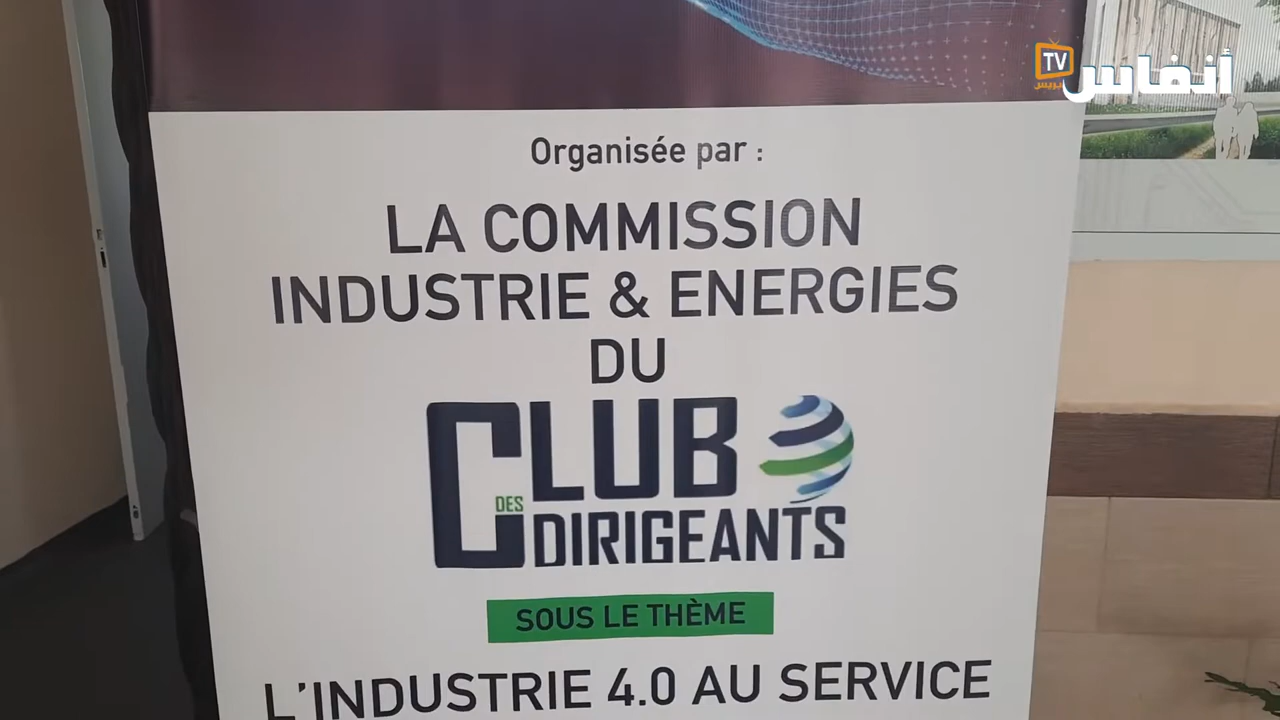 TV أنفاس
بريس
Organisée par :
LA COMMISSION
INDUSTRIE & ENERGIES
DU
CLUB
DES
DIRIGEANTS
SOUS LE THÈME
L'INDUSTRIE 4.0 AU SERVICE